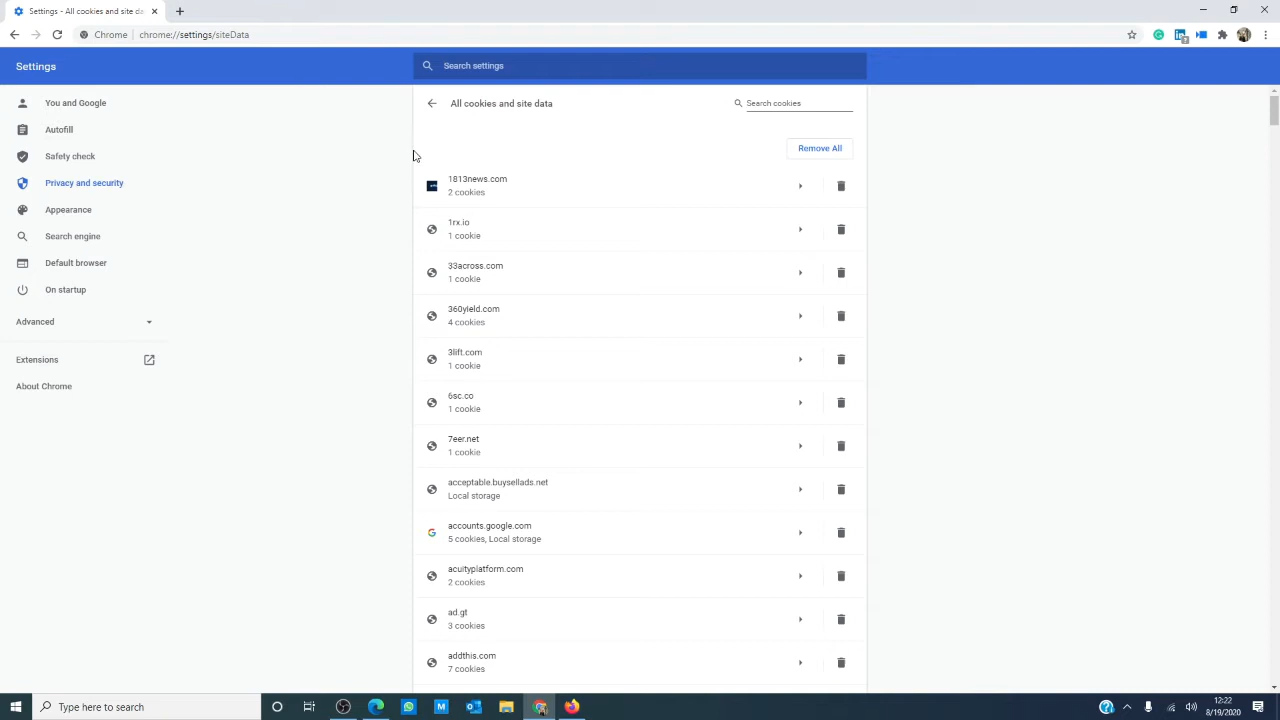 Settings - All cookies and site da
Chrome | chrome://settings/siteData
Settings
Search settings
You and Google
Autofill
Safety check
Privacy and security
Appearance
Search engine
Default browser
On startup
Advanced
Extensions
About Chrome
All cookies and site data
Search cookies
Remove All
1813news.com
2 cookies
1rx.io
1 cookie
33across.com
1 cookie
360yield.com
4 cookies
3lift.com
1 cookie
6sc.co
1 cookie
7eer.net
1 cookie
acceptable.buysellads.net
Local storage
accounts.google.com
5 cookies, Local storage
acuityplatform.com
2 cookies
ad.gt
3 cookies
addthis.com
7 cookies
Type here to search
12:22
8/19/2020